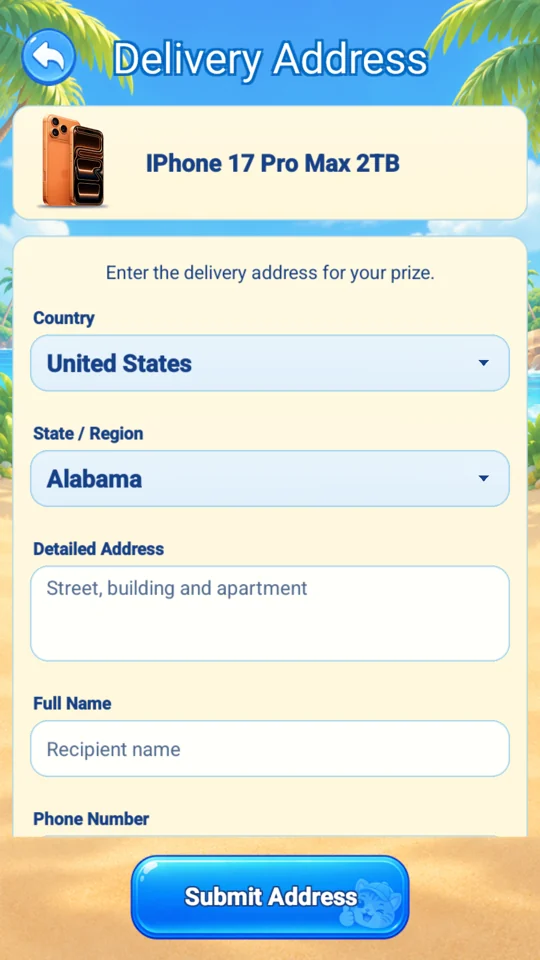 Delivery Address
IPhone 17 Pro Max 2TB
Enter the delivery address for your prize.
Country
United States
State / Region
Alabama
Detailed Address
Street, building and apartment
Full Name
Recipient name
Phone Number
Submit Address